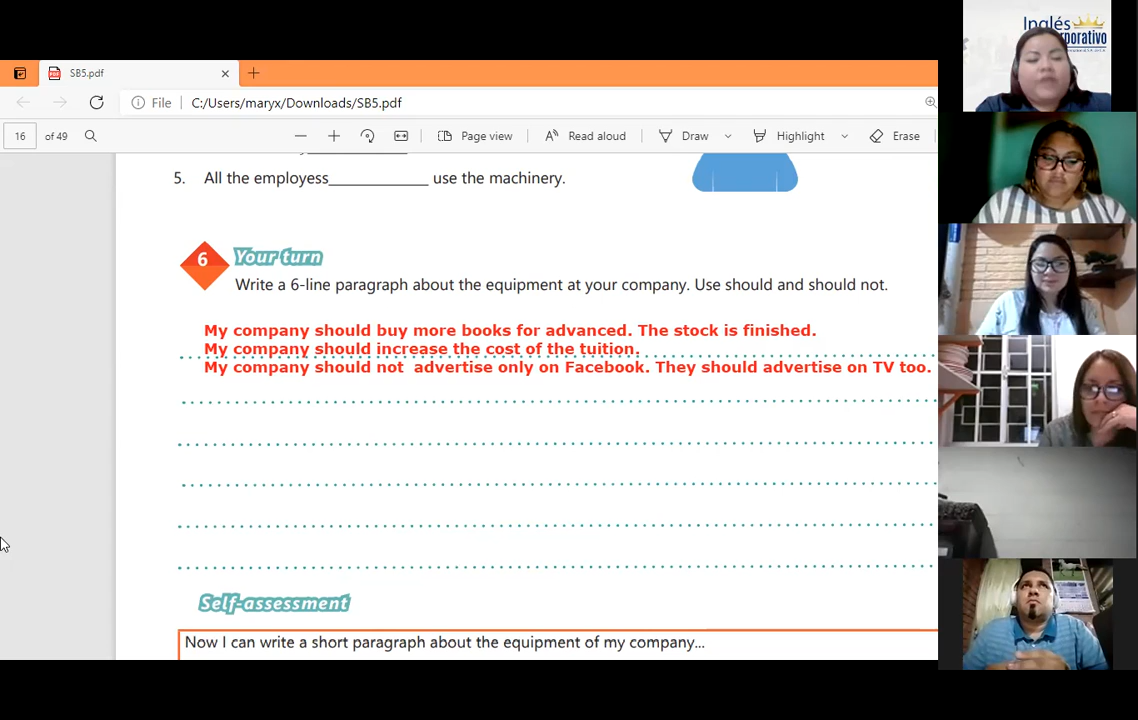 Inglés
orporativo
SB5.pdf
File
C:/Users/maryx/Downloads/SB5.pdf
16 of 49
Page view
Read aloud
Draw
Highlight
Erase
5. All the employess____________ use the machinery.
6 Your turn
Write a 6-line paragraph about the equipment at your company. Use should and should not.
My company should buy more books for advanced. The stock is finished.
My company should increase the cost of the tuition.
My company should not advertise only on Facebook. They should advertise on TV too.
Self-assessment
Now I can write a short paragraph about the equipment of my company...